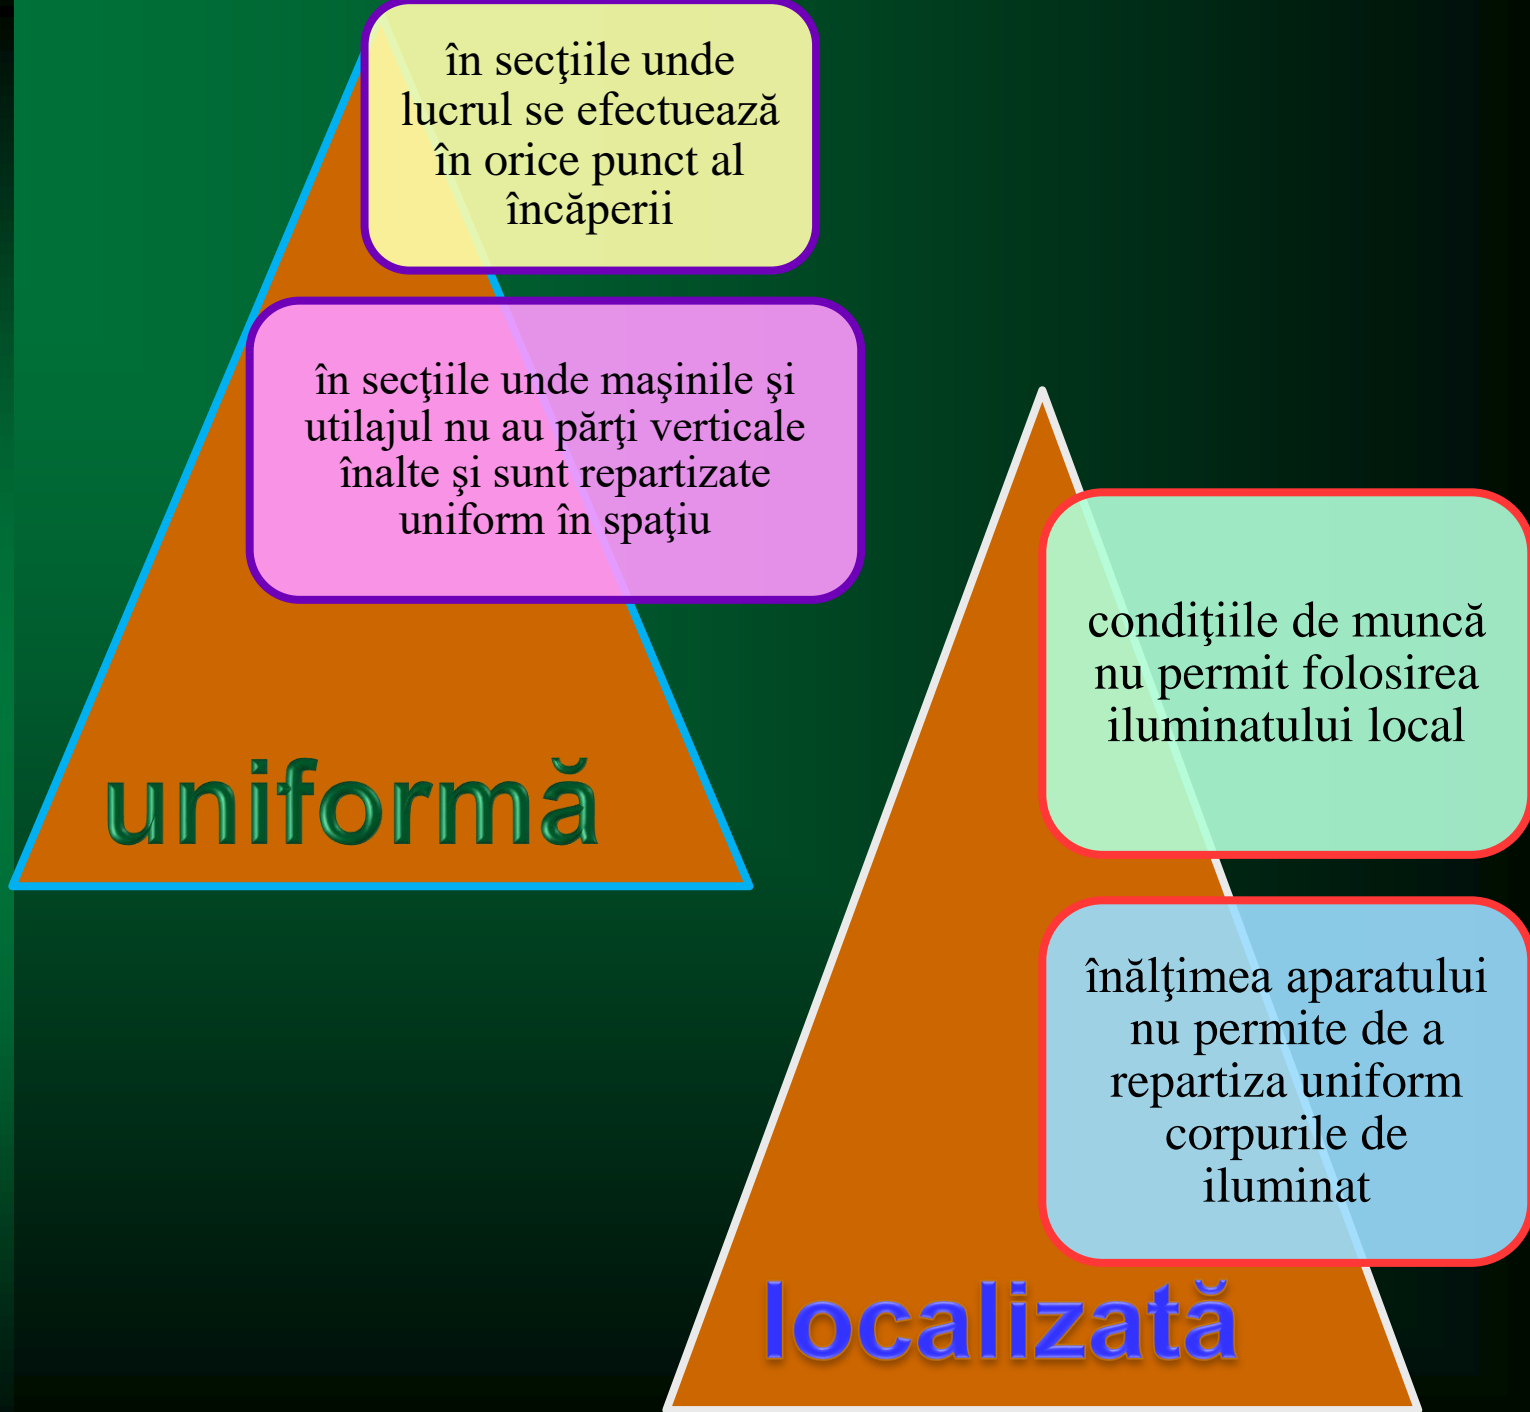 în secţiile unde
lucrul se efectuează
în orice punct al
încăperii
în secţiile unde maşinile şi
utilajul nu au părţi verticale
înalte şi sunt repartizate
uniform în spaţiu
uniformă
condiţiile de muncă
nu permit folosirea
iluminatului local
înălţimea aparatului
nu permite de a
repartiza uniform
corpurile de
iluminat
localizată